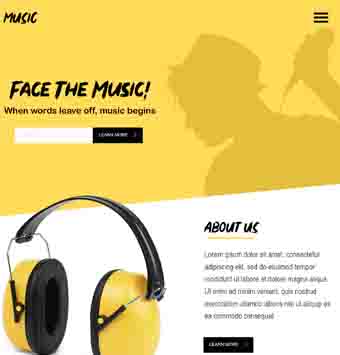 MUSIC
FACE THE MUSIC!
When words leave off, music begins
LEARN MORE
ABOUT US
Lorem ipsum dolor sit amet, consectetur
adipiscing elit, sed do eiusmod tempor
incididunt ut labore et dolore magna aliqua.
Ut enim ad minim veniam, quis nostrud
exercitation ullamco laboris nisi ut aliquip ex
ea commodo consequat
LEARN MORE